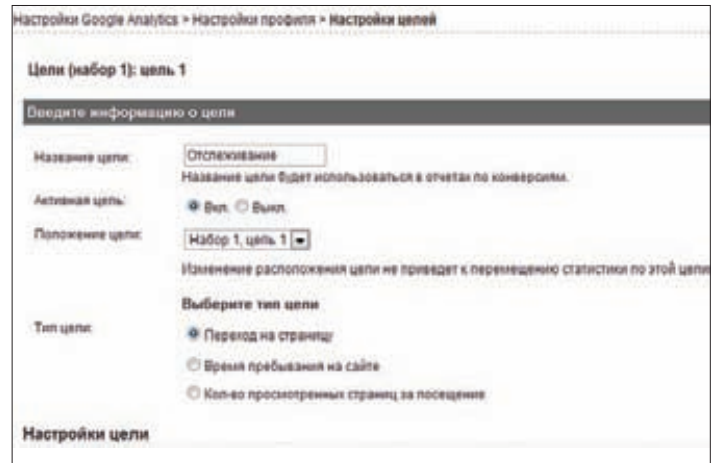 Настройки Google Analytics > Настройки профиля > Настройки целей
Цели (набор 1): цель 1
Введите информацию о цели
Название цели: Отслеживание
Название цели будет использоваться в отчетах по конверсиям.
Активная цель: Вкл. Выкл.
Положение цели: Набор 1, цель 1
Изменение расположения цели не приведет к перемещению статистики по этой цели
Выберите тип цели
Тип цели: Переход на страницу
Время пребывания на сайте
Кол-во просмотренных страниц за посещение
Настройки цели